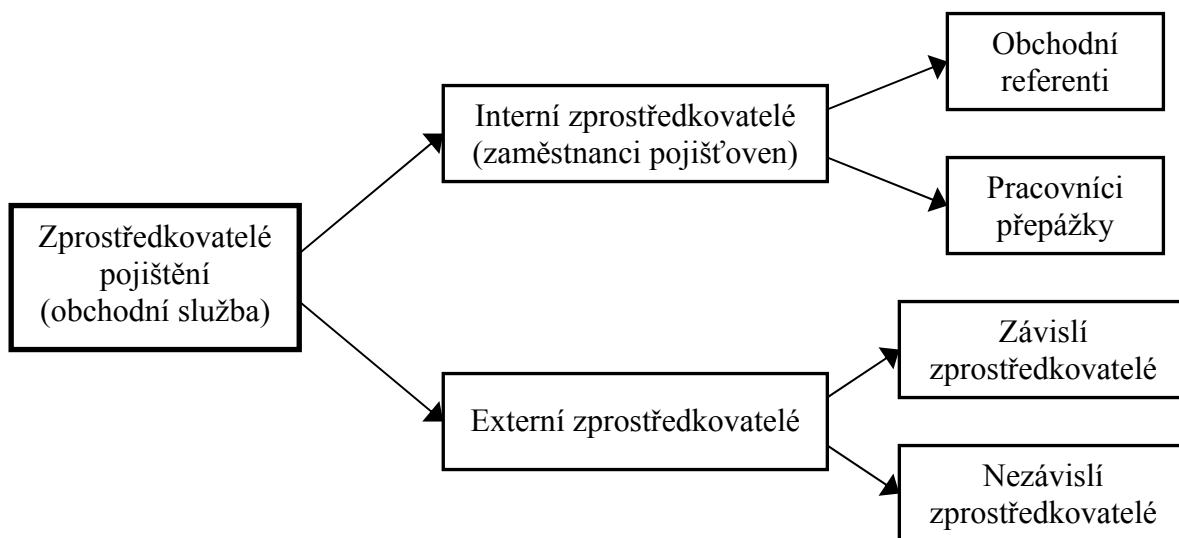 Zprostředkovatelé
pojištění
(obchodní služba)
Interní zprostředkovatelé
(zaměstnanci pojišťoven)
Externí zprostředkovatelé
Obchodní
referenti
Pracovníci
přepážky
Závislí
zprostředkovatelé
Nezávislí
zprostředkovatelé